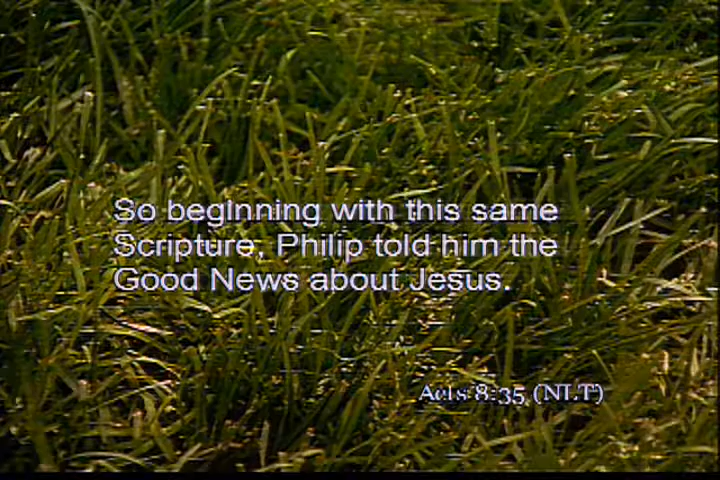 So beginning with this same
Scripture, Philip told him the
Good News about Jesus.
Acts 8:35 (NLT)